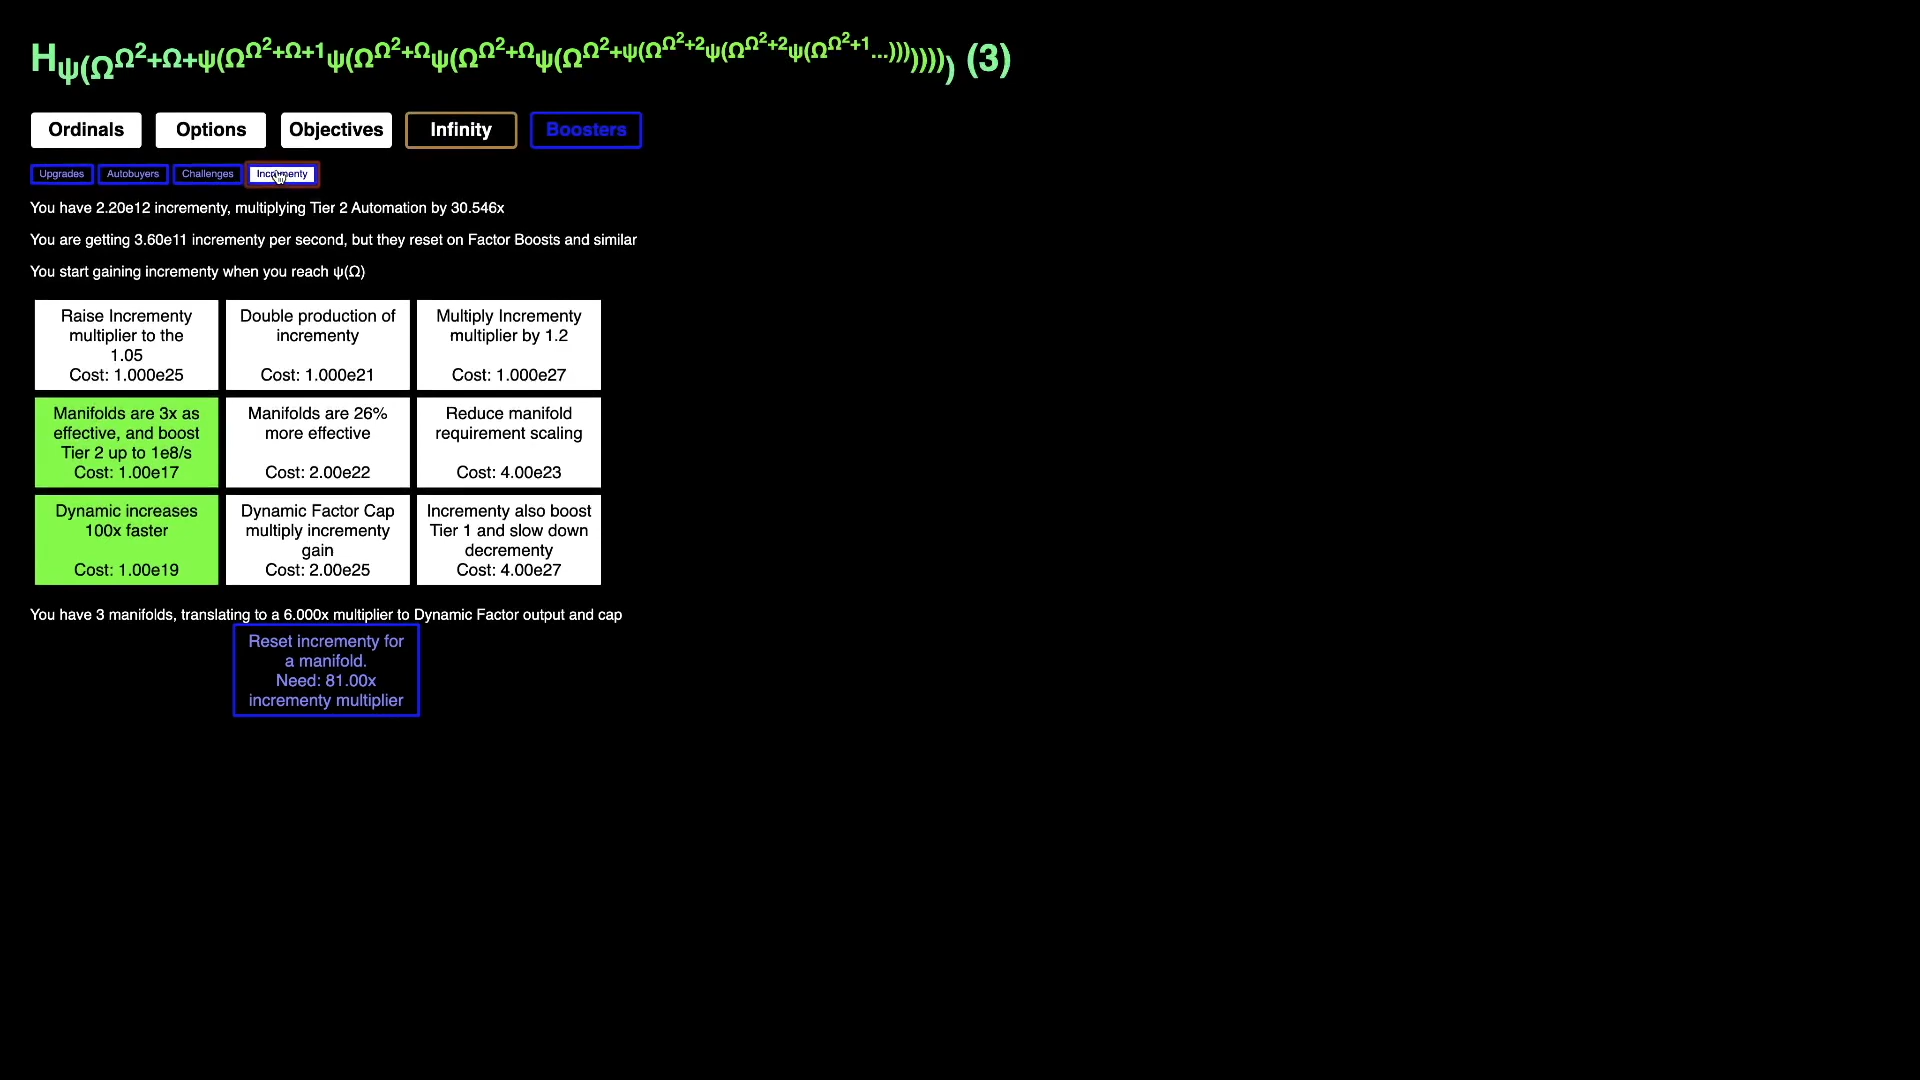 Hψ(Ω^Ω^2+Ω+ψ(Ω^Ω^2+Ω+1ψ(Ω^Ω^2+Ωψ(Ω^Ω^2+Ωψ(Ω^Ω^2+ψ(Ω^Ω^2+2ψ(Ω^Ω^2+2ψ(Ω^Ω^2+1...)))))))) (3)
Ordinals Options Objectives Infinity Boosters
Upgrades Autobuyers Challenges Incrementy
You have 2.20e12 incrementy, multiplying Tier 2 Automation by 30.546x
You are getting 3.60e11 incrementy per second, but they reset on Factor Boosts and similar
You start gaining incrementy when you reach ψ(Ω)
Raise Incrementy
multiplier to the
1.05
Cost: 1.000e25
Double production of
incrementy
Cost: 1.000e21
Multiply Incrementy
multiplier by 1.2
Cost: 1.000e27
Manifolds are 3x as
effective, and boost
Tier 2 up to 1e8/s
Cost: 1.00e17
Manifolds are 26%
more effective
Cost: 2.00e22
Reduce manifold
requirement scaling
Cost: 4.00e23
Dynamic increases
100x faster
Cost: 1.00e19
Dynamic Factor Cap
multiply incrementy
gain
Cost: 2.00e25
Incrementy also boost
Tier 1 and slow down
decrementy
Cost: 4.00e27
You have 3 manifolds, translating to a 6.000x multiplier to Dynamic Factor output and cap
Reset incrementy for
a manifold.
Need: 81.00x
incrementy multiplier